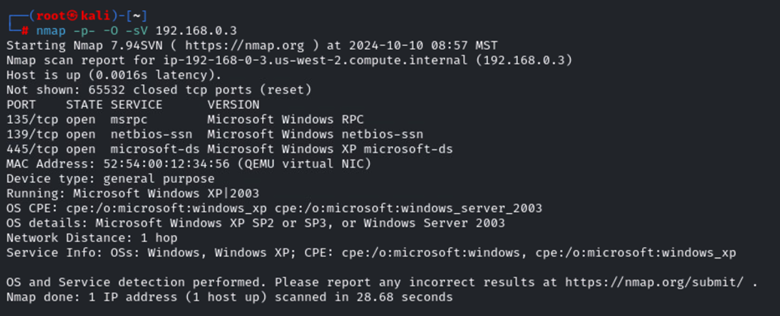 ┌──(root㉿kali)-[~]
└─# nmap -p- -O -sV 192.168.0.3
Starting Nmap 7.94SVN ( https://nmap.org ) at 2024-10-10 08:57 MST
Nmap scan report for ip-192-168-0-3.us-west-2.compute.internal (192.168.0.3)
Host is up (0.0016s latency).
Not shown: 65532 closed tcp ports (reset)
PORT    STATE SERVICE      VERSION
135/tcp open  msrpc        Microsoft Windows RPC
139/tcp open  netbios-ssn  Microsoft Windows netbios-ssn
445/tcp open  microsoft-ds Microsoft Windows XP microsoft-ds
MAC Address: 52:54:00:12:34:56 (QEMU virtual NIC)
Device type: general purpose
Running: Microsoft Windows XP|2003
OS CPE: cpe:/o:microsoft:windows_xp cpe:/o:microsoft:windows_server_2003
OS details: Microsoft Windows XP SP2 or SP3, or Windows Server 2003
Network Distance: 1 hop
Service Info: OSs: Windows, Windows XP; CPE: cpe:/o:microsoft:windows, cpe:/o:microsoft:windows_xp
OS and Service detection performed. Please report any incorrect results at https://nmap.org/submit/ .
Nmap done: 1 IP address (1 host up) scanned in 28.68 seconds